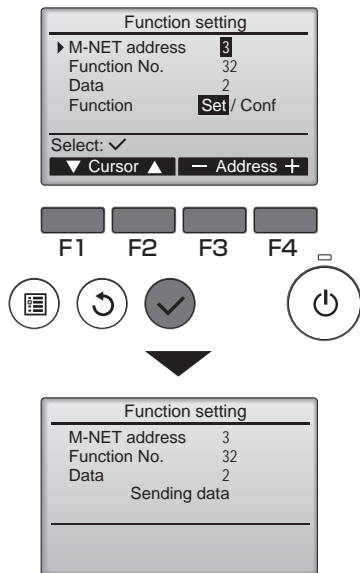 Function setting
M-NET address 3
Function No. 32
Data 2
Function Set / Conf
Select: ✓
▼ Cursor ▲ − Address +
F1 F2 F3 F4
Function setting
M-NET address 3
Function No. 32
Data 2
Sending data